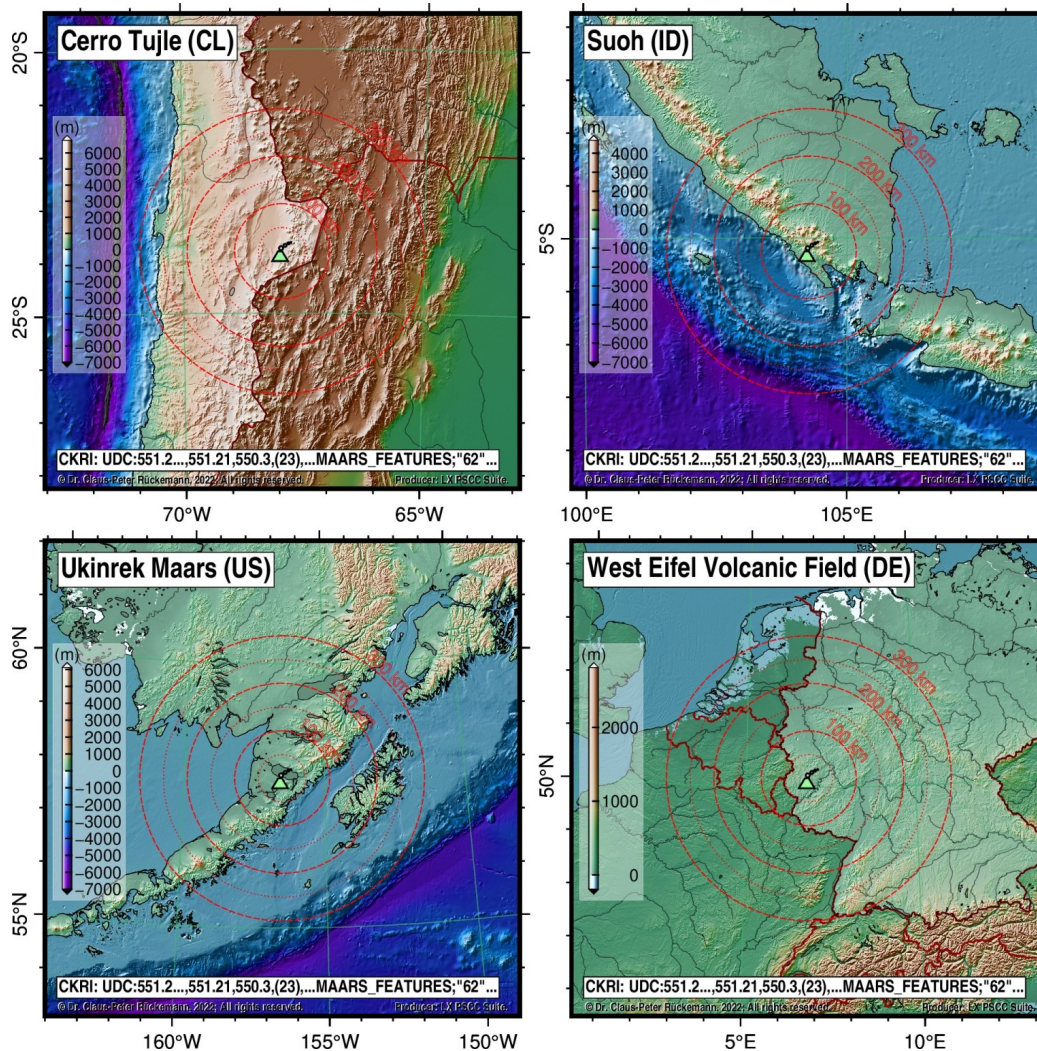 Cerro Tujle (CL)
20°S
25°S
(m)
6000
5000
4000
3000
2000
1000
0
−1000
−2000
−3000
−4000
−5000
−6000
−7000
CKRI: UDC:551.2...,551.21,550.3,(23),...MAARS_FEATURES;"62"...
© Dr. Claus-Peter Rückemann, 2022; All rights reserved.
Producer: LX PSCC Suite.
70°W
65°W
Suoh (ID)
5°S
(m)
4000
3000
2000
1000
0
−1000
−2000
−3000
−4000
−5000
−6000
−7000
300 km
200 km
100 km
CKRI: UDC:551.2...,551.21,550.3,(23),...MAARS_FEATURES;"62"...
© Dr. Claus-Peter Rückemann, 2022; All rights reserved.
Producer: LX PSCC Suite.
100°E
105°E
Ukinrek Maars (US)
60°N
55°N
(m)
6000
5000
4000
3000
2000
1000
0
−1000
−2000
−3000
−4000
−5000
−6000
−7000
300 km
CKRI: UDC:551.2...,551.21,550.3,(23),...MAARS_FEATURES;"62"...
© Dr. Claus-Peter Rückemann, 2022; All rights reserved.
Producer: LX PSCC Suite.
160°W
155°W
150°W
West Eifel Volcanic Field (DE)
50°N
(m)
2000
1000
0
300 km
200 km
100 km
CKRI: UDC:551.2...,551.21,550.3,(23),...MAARS_FEATURES;"62"...
© Dr. Claus-Peter Rückemann, 2022; All rights reserved.
Producer: LX PSCC Suite.
5°E
10°E